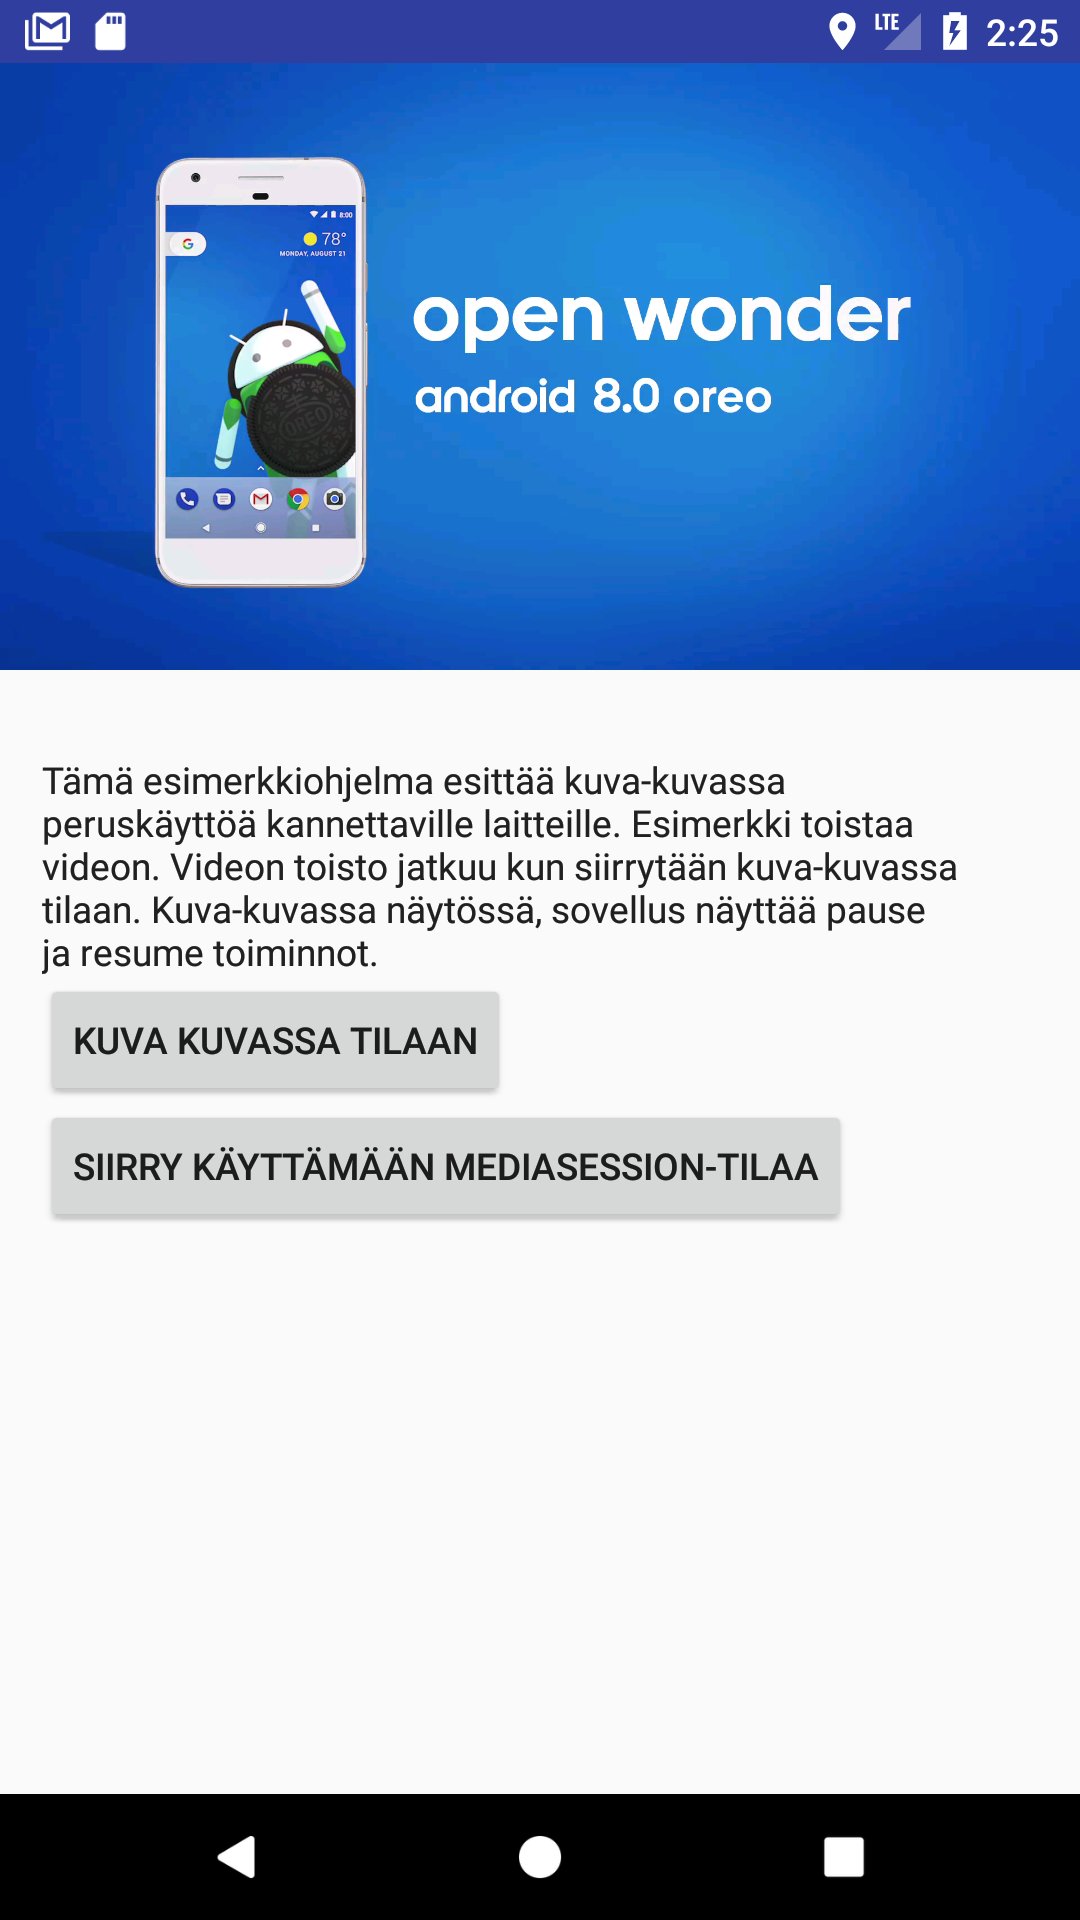 LTE 2:25
8:00
78°
MONDAY, AUGUST 21
OREO
open wonder
android 8.0 oreo
Tämä esimerkkiohjelma esittää kuva-kuvassa
peruskäyttöä kannettaville laitteille. Esimerkki toistaa
videon. Videon toisto jatkuu kun siirrytään kuva-kuvassa
tilaan. Kuva-kuvassa näytössä, sovellus näyttää pause
ja resume toiminnot.
KUVA KUVASSA TILAAN
SIIRRY KÄYTTÄMÄÄN MEDIASESSION-TILAA